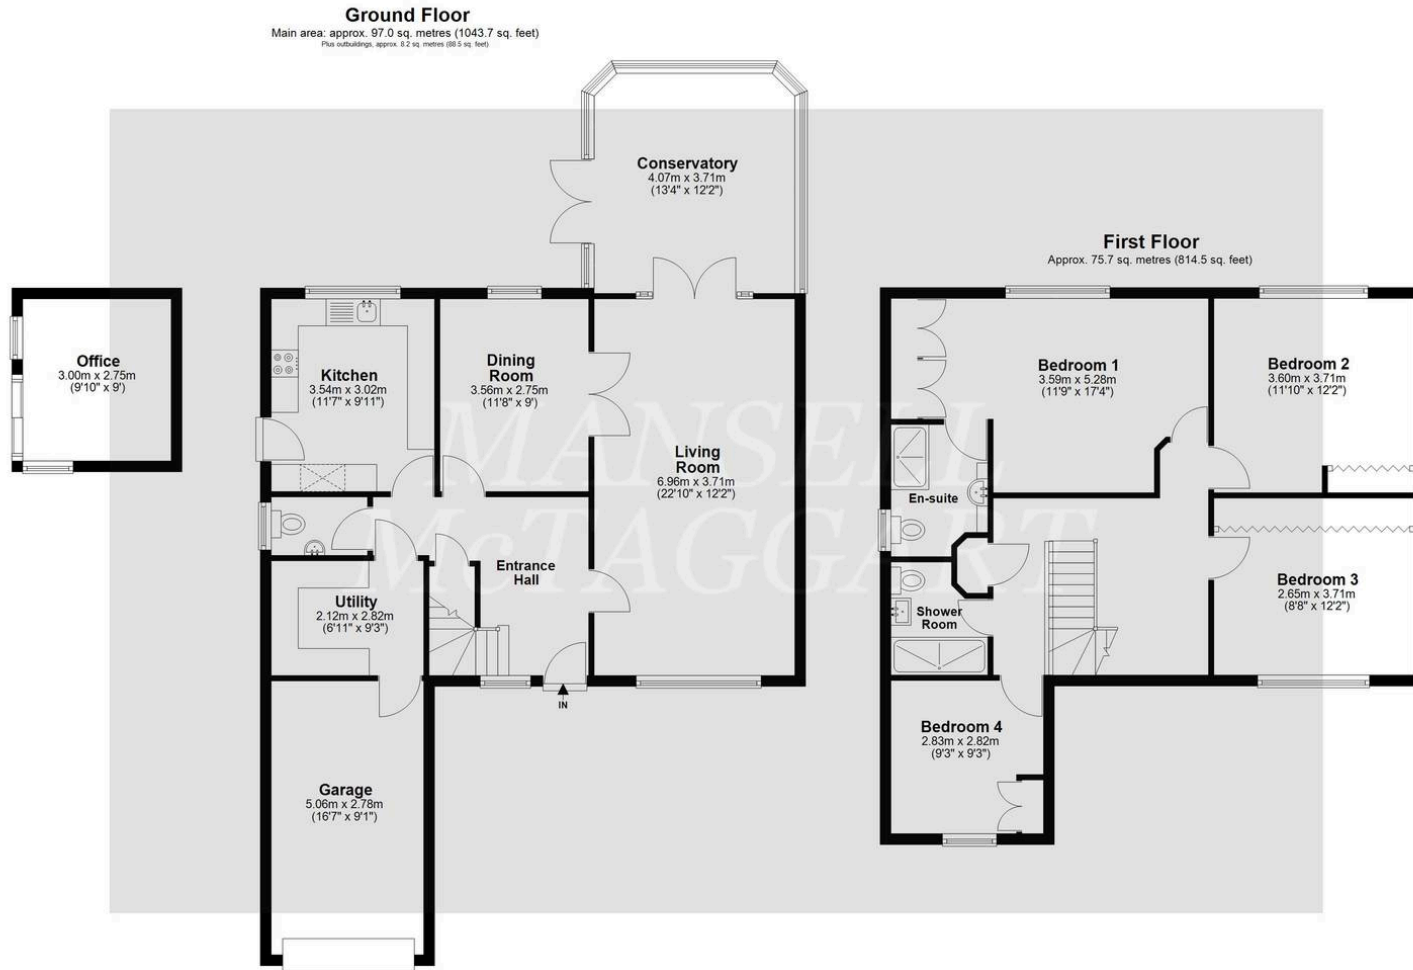 Ground Floor
Main area: approx. 97.0 sq. metres (1043.7 sq. feet)
Plus outbuildings, approx. 8.2 sq. metres (88.5 sq. feet)
Conservatory
4.07m x 3.71m
(13'4" x 12'2")
First Floor
Approx. 75.7 sq. metres (814.5 sq. feet)
Office
3.00m x 2.75m
(9'10" x 9')
Kitchen
3.54m x 3.02m
(11'7" x 9'11")
Dining
Room
3.56m x 2.75m
(11'8" x 9')
Living
Room
6.96m x 3.71m
(22'10" x 12'2")
Bedroom 1
3.59m x 5.28m
(11'9" x 17'4")
Bedroom 2
3.60m x 3.71m
(11'10" x 12'2")
MANSELL
McTAGGART
En-suite
Entrance
Hall
Utility
2.12m x 2.82m
(6'11" x 9'3")
Shower
Room
Bedroom 3
2.65m x 3.71m
(8'8" x 12'2")
IN
Bedroom 4
2.83m x 2.82m
(9'3" x 9'3")
Garage
5.06m x 2.78m
(16'7" x 9'1")